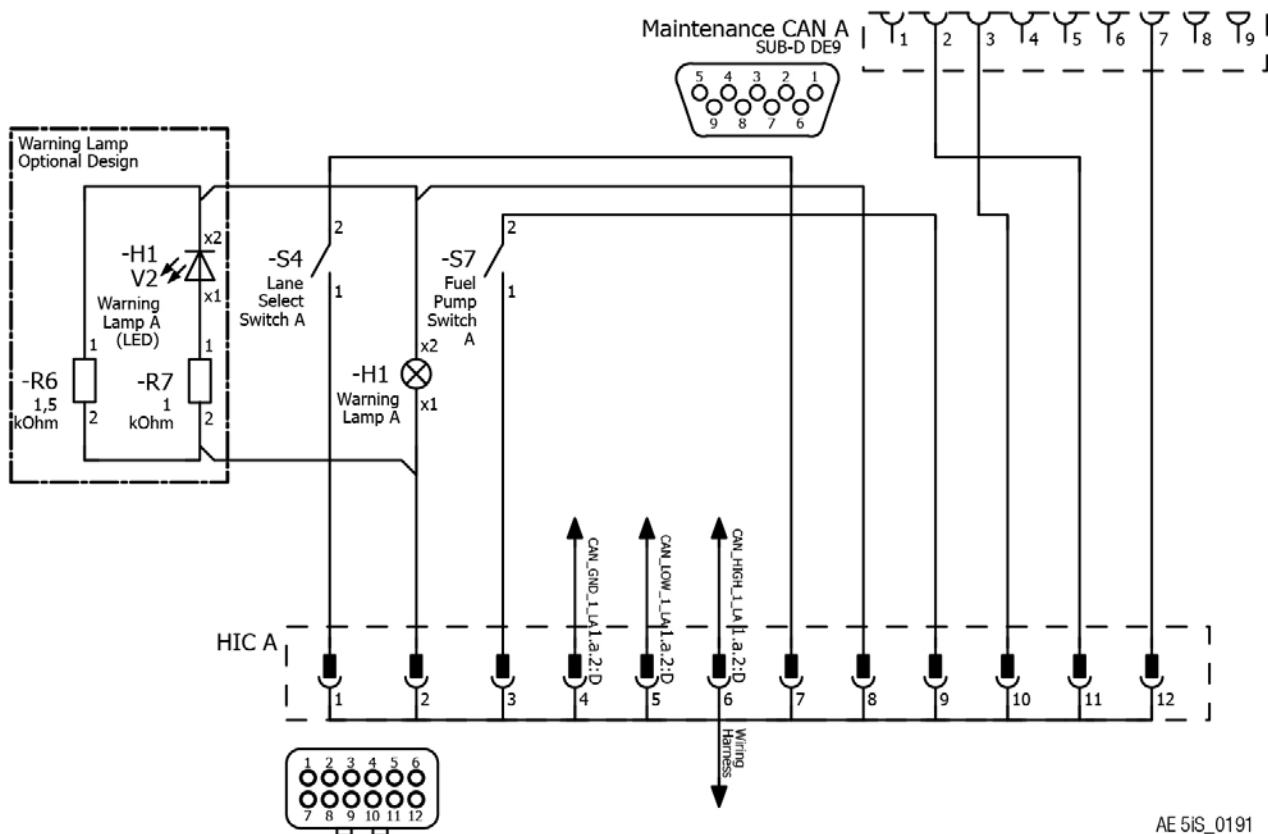 Maintenance CAN A
SUB-D DE9
1 2 3 4 5 6 7 8 9
5 4 3 2 1
9 8 7 6
Warning Lamp
Optional Design
x2
-H1
V2
x1
Warning
Lamp A
(LED)
1
-R6
1,5
kOhm
2
1
-R7
1
kOhm
2
2
-S4
Lane
Select
Switch A
1
2
-S7
Fuel
Pump
Switch
A
1
x2
-H1
x1
Warning
Lamp A
CAN_GND_1_LA
1.a.2:D
CAN_LOW_1_LA
1.a.2:D
CAN_HIGH_1_LA
1.a.2:D
HIC A
1 2 3 4 5 6 7 8 9 10 11 12
Wiring
Harness
1 2 3 4 5 6
7 8 9 10 11 12
AE 5iS_0191